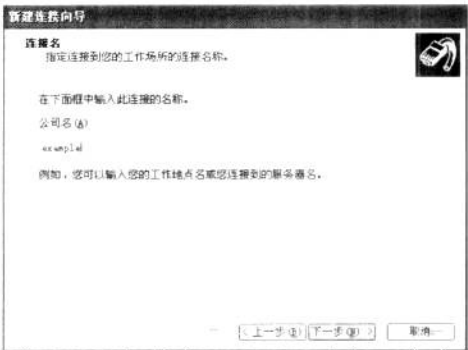 新建连接向导
连接名
指定连接到您的工作场所的连接名称。
在下面框中输入此连接的名称。
公司名(A)
example
例如，您可以输入您的工作地点名或您连接到的服务器名。
<上一步(B) 下一步(N) > 取消